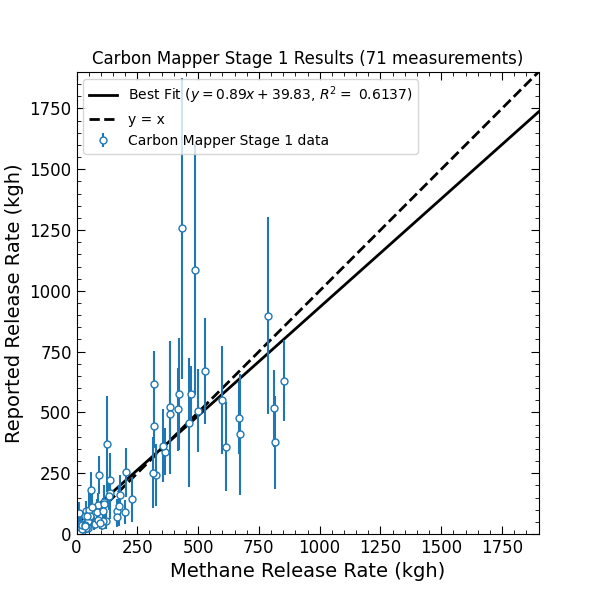 Carbon Mapper Stage 1 Results (71 measurements)
Best Fit (y = 0.89x + 39.83, R² = 0.6137)
y = x
Carbon Mapper Stage 1 data
Reported Release Rate (kgh)
1750
1500
1250
1000
750
500
250
0
0 250 500 750 1000 1250 1500 1750
Methane Release Rate (kgh)